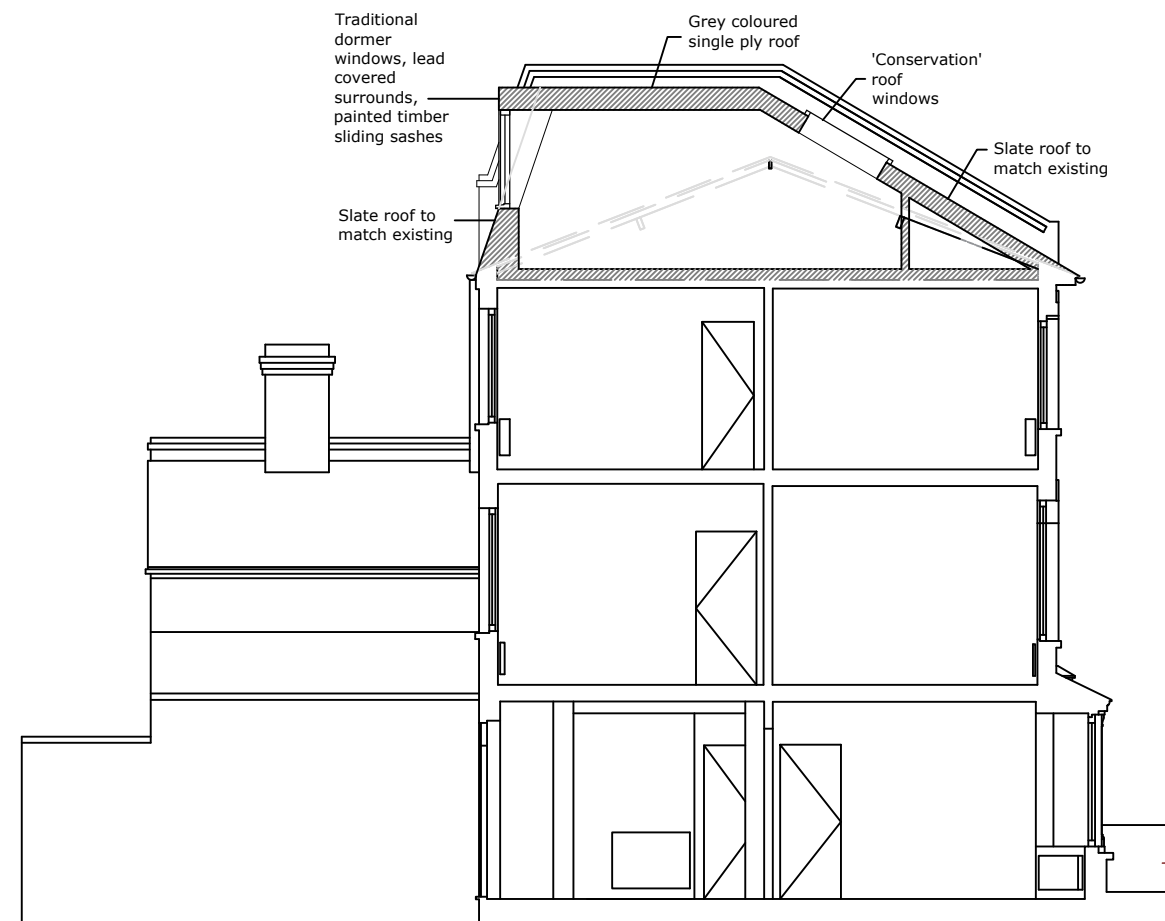 Traditional
dormer
windows, lead
covered
surrounds,
painted timber
sliding sashes
Grey coloured
single ply roof
'Conservation'
roof
windows
Slate roof to
match existing
Slate roof to
match existing